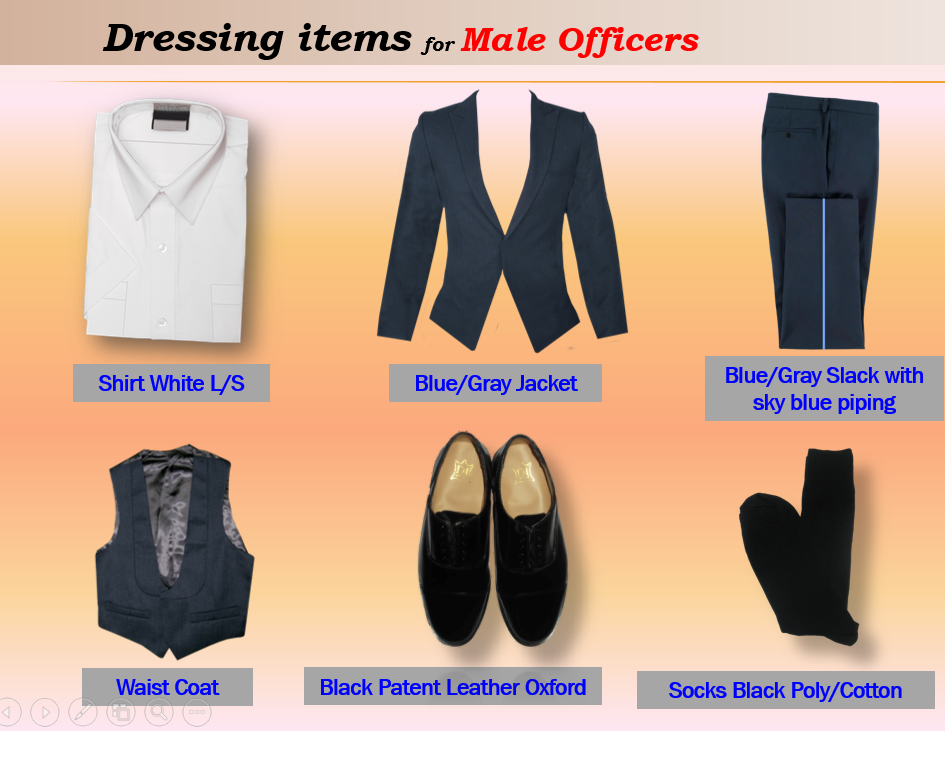 Dressing items for Male Officers
Shirt White L/S
Blue/Gray Jacket
Blue/Gray Slack with
sky blue piping
Waist Coat
Black Patent Leather Oxford
Socks Black Poly/Cotton